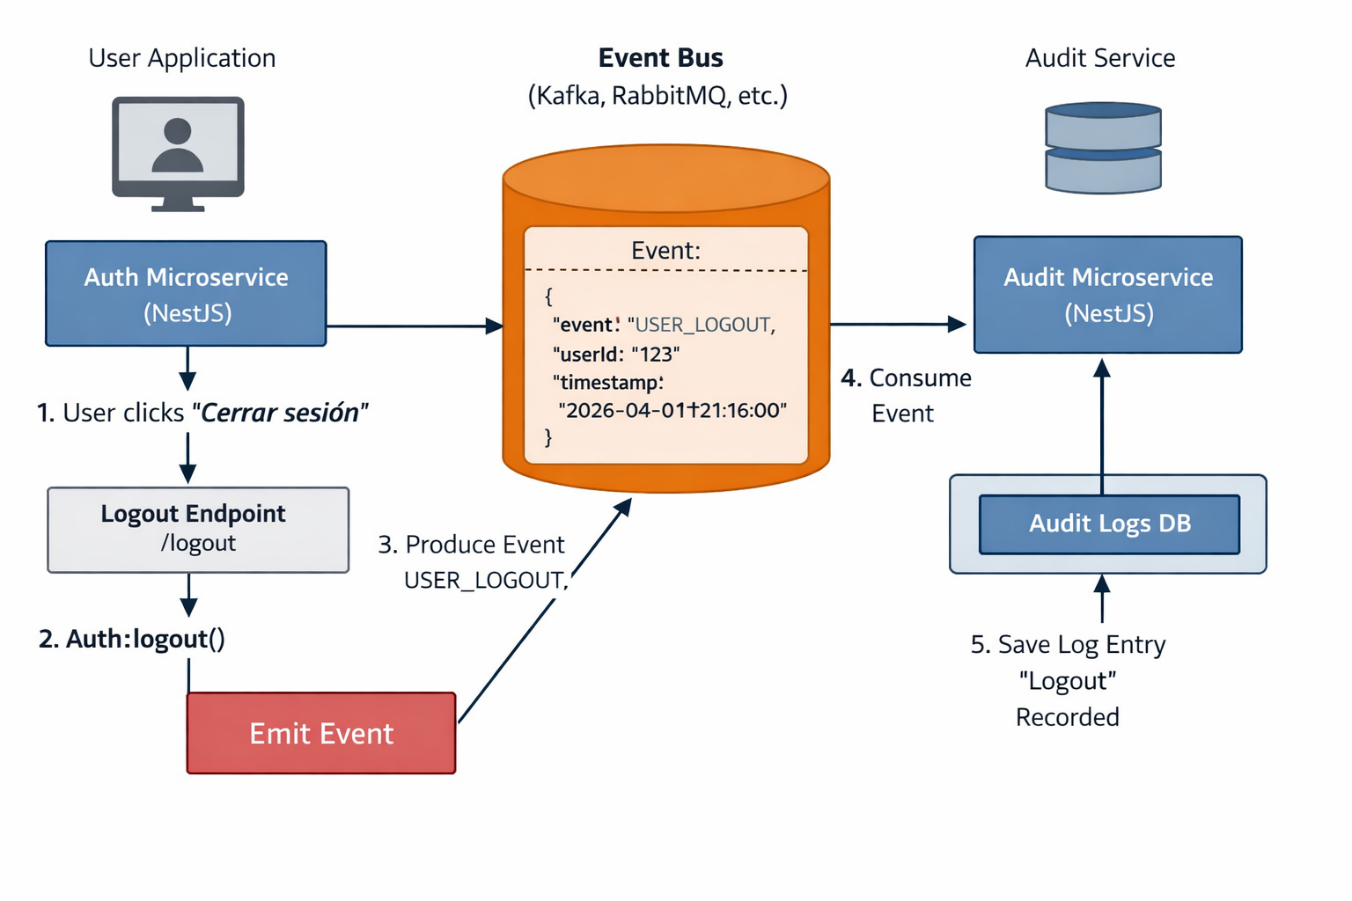 User Application
Event Bus
(Kafka, RabbitMQ, etc.)
Audit Service
Auth Microservice
(NestJS)
1. User clicks "Cerrar sesión"
Logout Endpoint
/logout
2. Auth:logout()
Emit Event
3. Produce Event
USER_LOGOUT,
Event:
{
"event: "USER_LOGOUT,
"userId: "123"
"timestamp:
"2026-04-01†21:16:00"
}
4. Consume
Event
Audit Microservice
(NestJS)
Audit Logs DB
5. Save Log Entry
"Logout"
Recorded